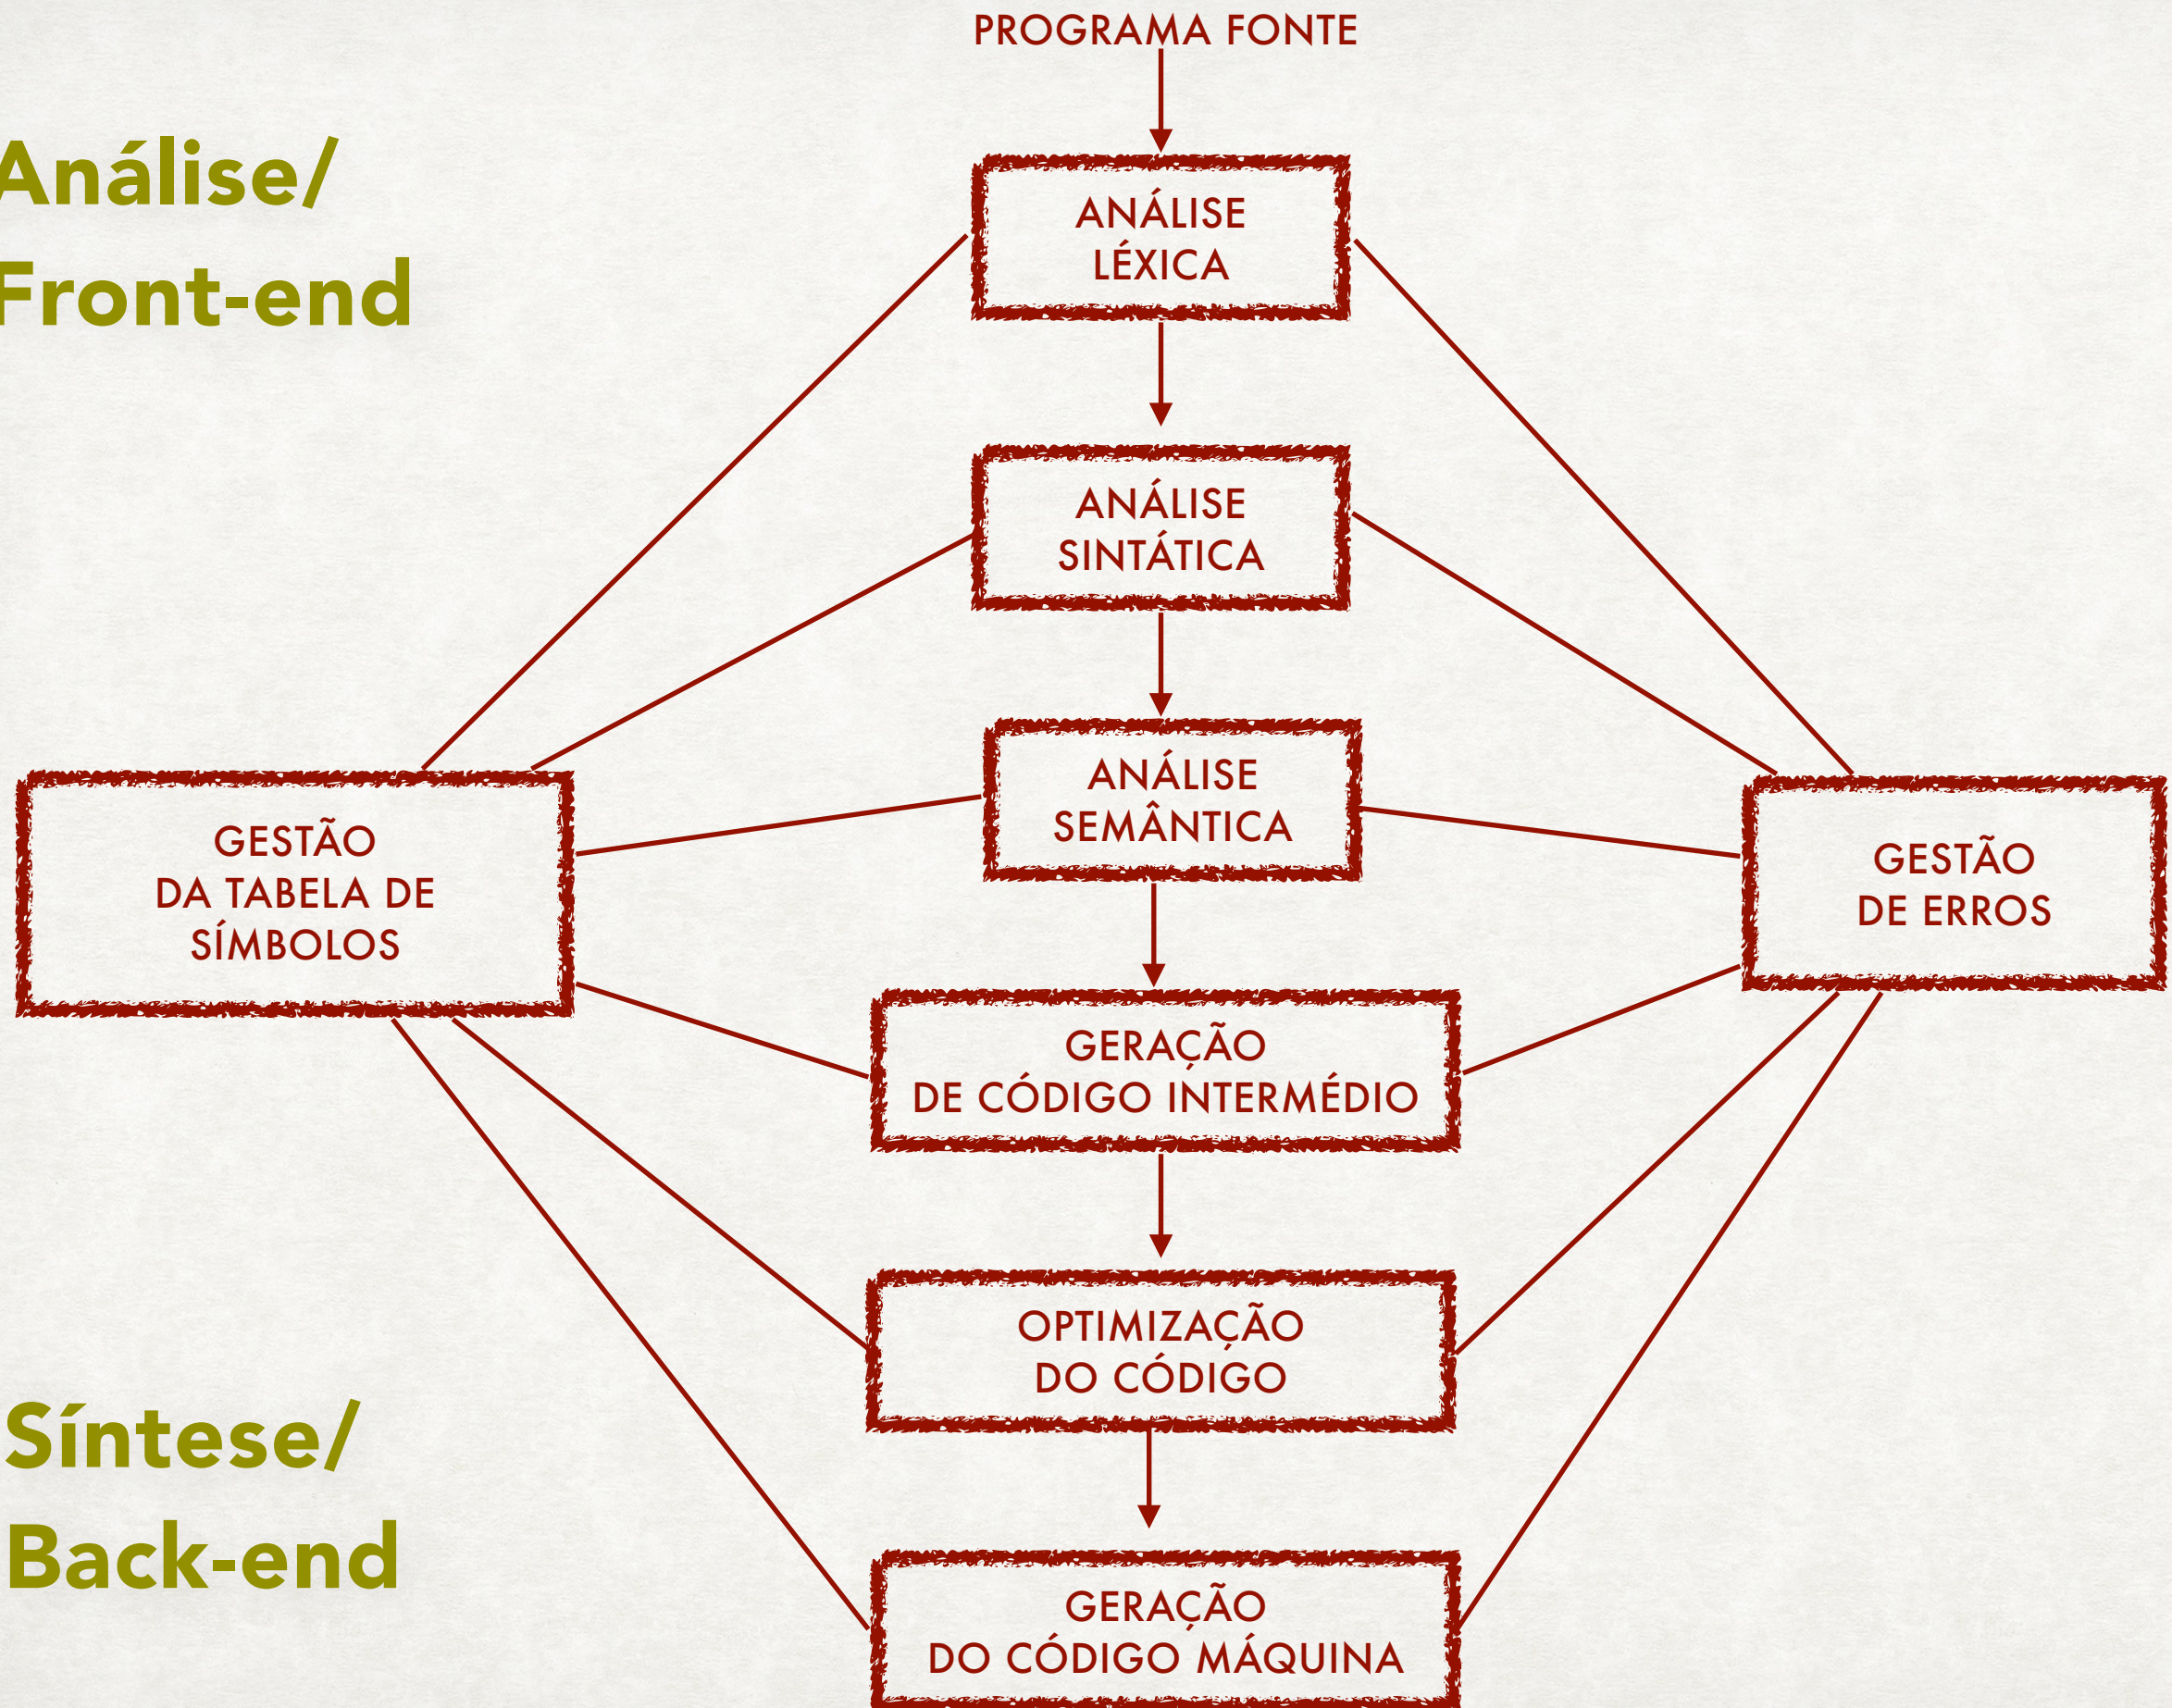 PROGRAMA FONTE
Análise/
Front-end
ANÁLISE
LÉXICA
ANÁLISE
SINTÁTICA
ANÁLISE
SEMÂNTICA
GESTÃO
DA TABELA DE
SÍMBOLOS
GESTÃO
DE ERROS
GERAÇÃO
DE CÓDIGO INTERMÉDIO
OPTIMIZAÇÃO
DO CÓDIGO
Síntese/
Back-end
GERAÇÃO
DO CÓDIGO MÁQUINA